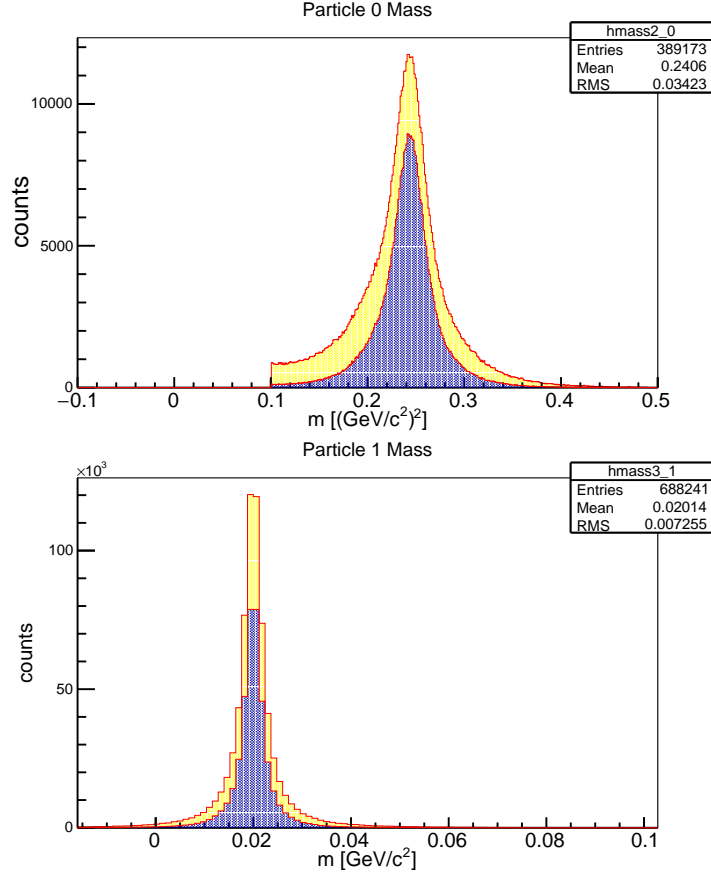 Particle 0 Mass
hmass2_0
Entries 389173
Mean 0.2406
RMS 0.03423
10000
5000
0
counts
−0.1 0 0.1 0.2 0.3 0.4 0.5
m [(GeV/c²)²]
Particle 1 Mass
×10³
hmass3_1
Entries 688241
Mean 0.02014
RMS 0.007255
100
50
0
counts
0 0.02 0.04 0.06 0.08 0.1
m [GeV/c²]